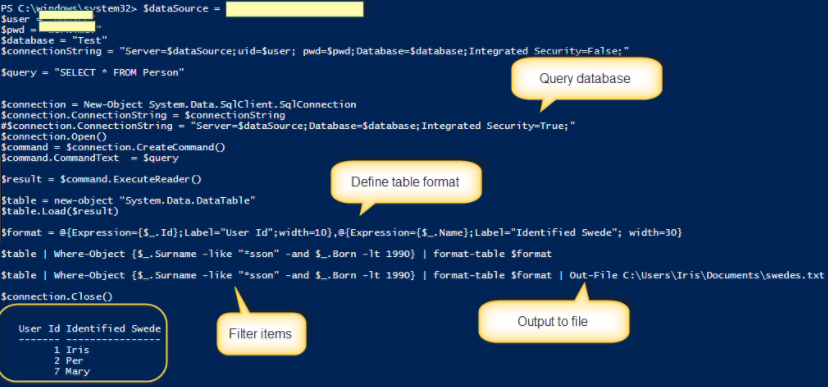 PS C:\windows\system32> $dataSource =
$user =
$pwd =
$database = "Test"
$connectionString = "Server=$dataSource;uid=$user; pwd=$pwd;Database=$database;Integrated Security=False;"
$query = "SELECT * FROM Person"
Query database
$connection = New-Object System.Data.SqlClient.SqlConnection
$connection.ConnectionString = $connectionString
#$connection.ConnectionString = "Server=$dataSource;Database=$database;Integrated Security=True;"
$connection.Open()
$command = $connection.CreateCommand()
$command.CommandText  = $query
$result = $command.ExecuteReader()
Define table format
$table = new-object "System.Data.DataTable"
$table.Load($result)
$format = @{Expression={$_.Id};Label="User Id";width=10},@{Expression={$_.Name};Label="Identified Swede"; width=30}
$table | Where-Object {$_.Surname -like "*sson" -and $_.Born -lt 1990} | format-table $format
$table | Where-Object {$_.Surname -like "*sson" -and $_.Born -lt 1990} | format-table $format | Out-File C:\Users\Iris\Documents\swedes.txt
$connection.Close()
Filter items
Output to file
User Id Identified Swede
------- ----------------
1 Iris
2 Per
7 Mary